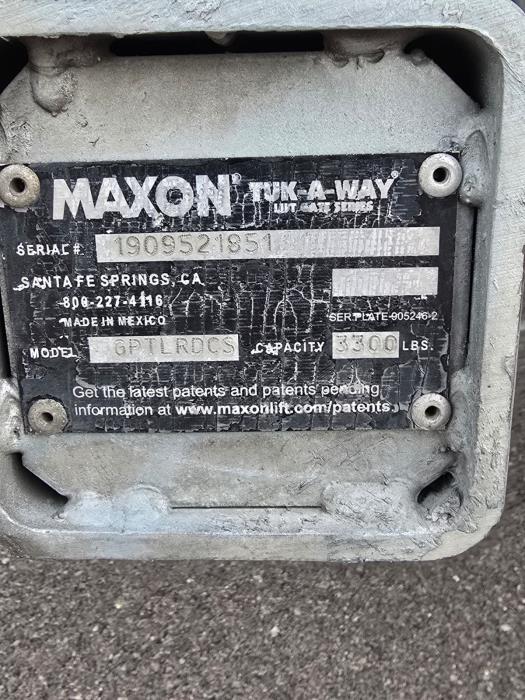 MAXON® TUK-A-WAY®
LIFT GATE SERIES
SERIAL# 1909521851
SANTA FE SPRINGS, CA
800-227-4116
MADE IN MEXICO
SER.PLATE-905246-2
MODEL GPTLRDCS CAPACITY 3300 LBS.
Get the latest patents and patents pending
information at www.maxonlift.com/patents.